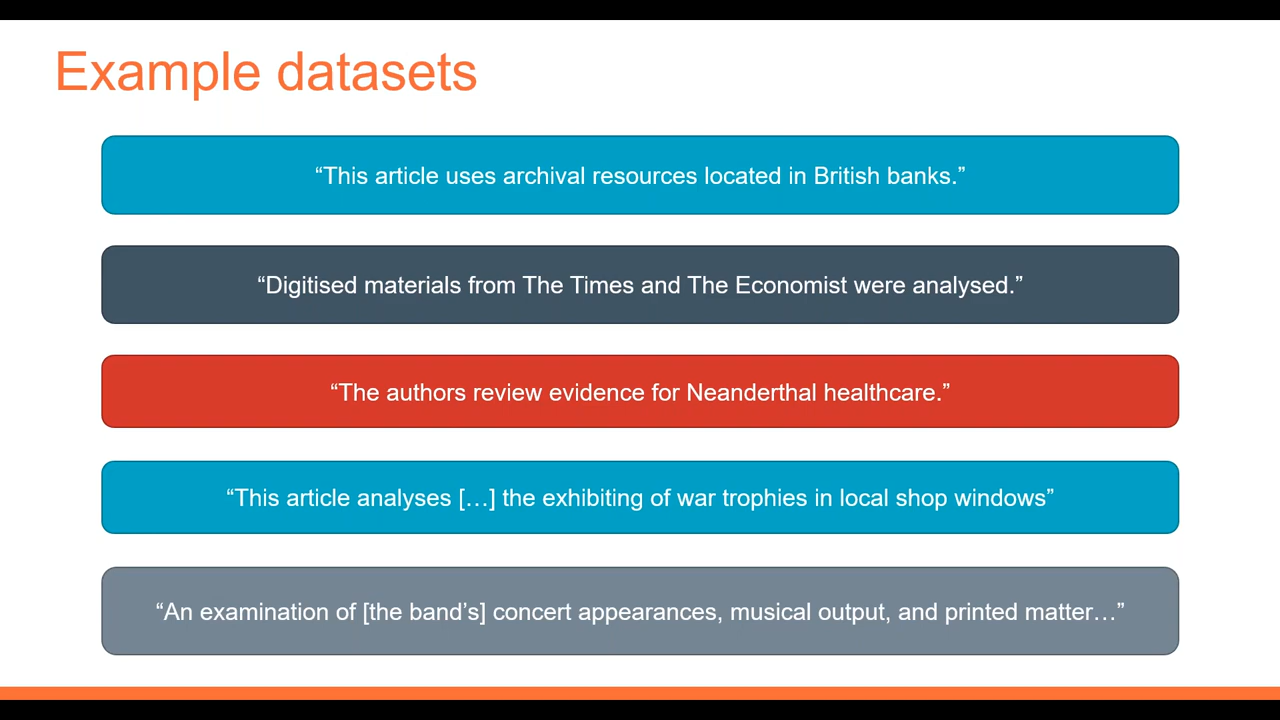 Example datasets
“This article uses archival resources located in British banks.”
“Digitised materials from The Times and The Economist were analysed.”
“The authors review evidence for Neanderthal healthcare.”
“This article analyses […] the exhibiting of war trophies in local shop windows”
“An examination of [the band’s] concert appearances, musical output, and printed matter…”